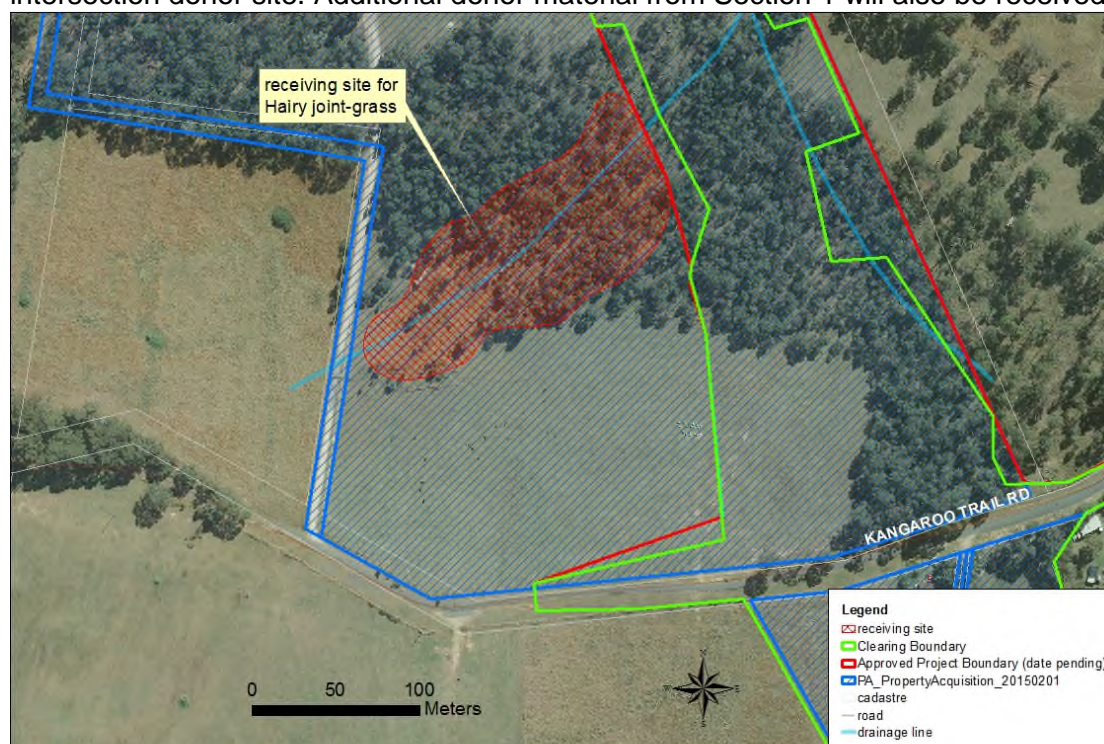 intersection donor site. Additional donor material from Section 1 will also be received
receiving site for
Hairy joint-grass
KANGAROO TRAIL RD
0 50 100
Meters
N
W E
S
Legend
receiving site
Clearing Boundary
Approved Project Boundary (date pending)
PA_PropertyAcquisition_20150201
cadastre
road
drainage line